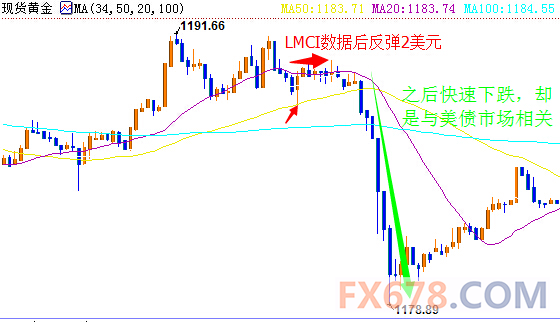 现货黄金 MA(34,50,20,100) MA50:1183.71 MA20:1183.74 MA100:1184.55
1191.66
LMCI数据后反弹2美元
之后快速下跌，却
是与美债市场相关
1178.89
FX678.COM